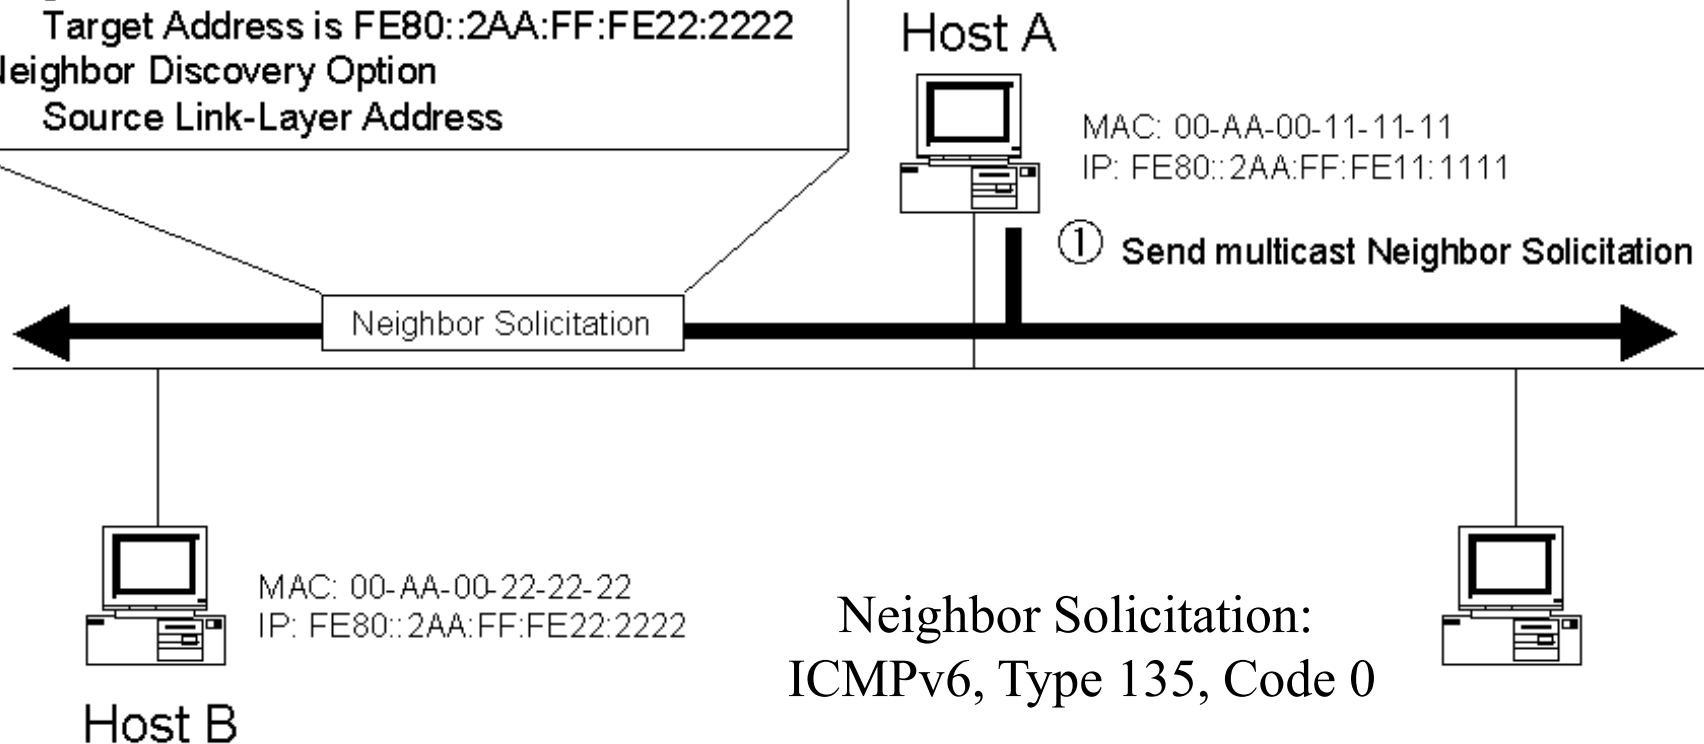 Target Address is FE80::2AA:FF:FE22:2222
Neighbor Discovery Option
Source Link-Layer Address
Host A
MAC: 00-AA-00-11-11-11
IP: FE80::2AA:FF:FE11:1111
① Send multicast Neighbor Solicitation
Neighbor Solicitation
MAC: 00-AA-00-22-22-22
IP: FE80::2AA:FF:FE22:2222
Host B
Neighbor Solicitation:
ICMPv6, Type 135, Code 0